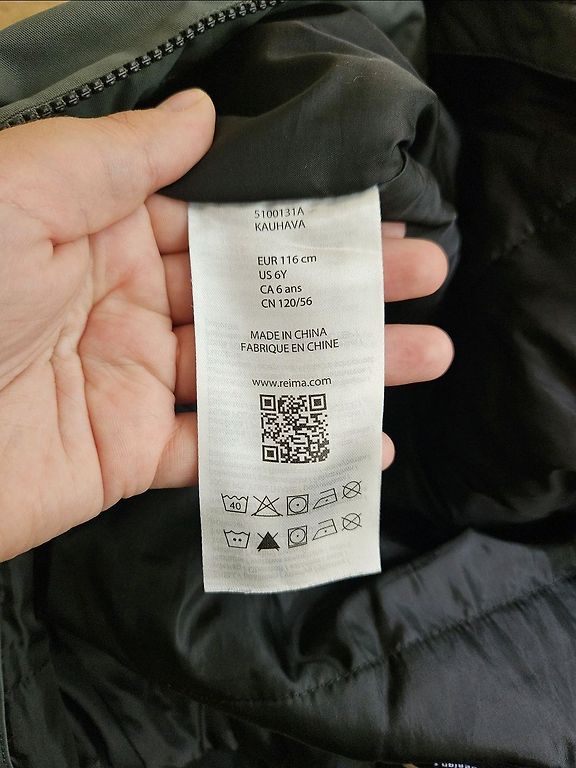 5100131A
KAUHAVA
EUR 116 cm
US 6Y
CA 6 ans
CN 120/56
MADE IN CHINA
FABRIQUE EN CHINE
www.reima.com
40